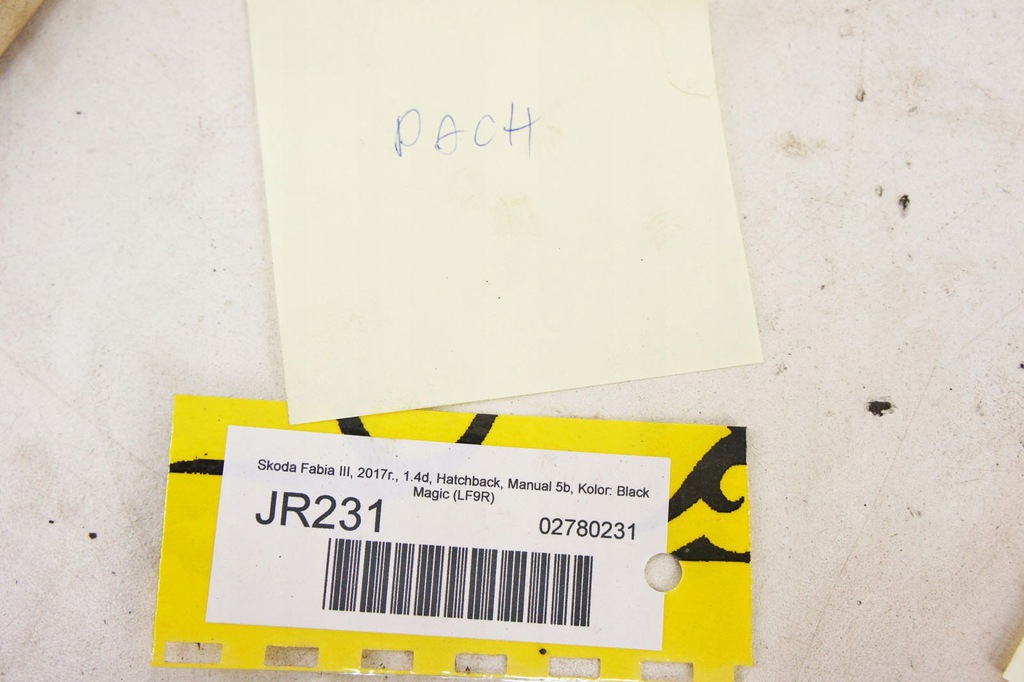 PACH
Skoda Fabia III, 2017r., 1.4d, Hatchback, Manual 5b, Kolor: Black
Magic (LF9R)
JR231
02780231